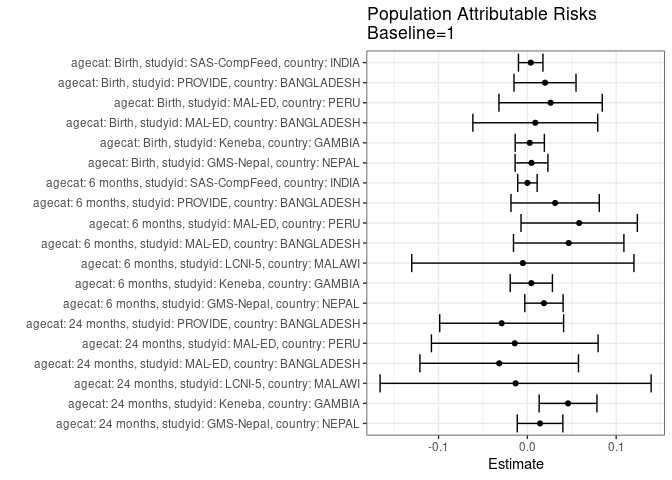 Population Attributable Risks
Baseline=1
agecat: Birth, studyid: SAS-CompFeed, country: INDIA
agecat: Birth, studyid: PROVIDE, country: BANGLADESH
agecat: Birth, studyid: MAL-ED, country: PERU
agecat: Birth, studyid: MAL-ED, country: BANGLADESH
agecat: Birth, studyid: Keneba, country: GAMBIA
agecat: Birth, studyid: GMS-Nepal, country: NEPAL
agecat: 6 months, studyid: SAS-CompFeed, country: INDIA
agecat: 6 months, studyid: PROVIDE, country: BANGLADESH
agecat: 6 months, studyid: MAL-ED, country: PERU
agecat: 6 months, studyid: MAL-ED, country: BANGLADESH
agecat: 6 months, studyid: LCNI-5, country: MALAWI
agecat: 6 months, studyid: Keneba, country: GAMBIA
agecat: 6 months, studyid: GMS-Nepal, country: NEPAL
agecat: 24 months, studyid: PROVIDE, country: BANGLADESH
agecat: 24 months, studyid: MAL-ED, country: PERU
agecat: 24 months, studyid: MAL-ED, country: BANGLADESH
agecat: 24 months, studyid: LCNI-5, country: MALAWI
agecat: 24 months, studyid: Keneba, country: GAMBIA
agecat: 24 months, studyid: GMS-Nepal, country: NEPAL
-0.1 0.0 0.1
Estimate